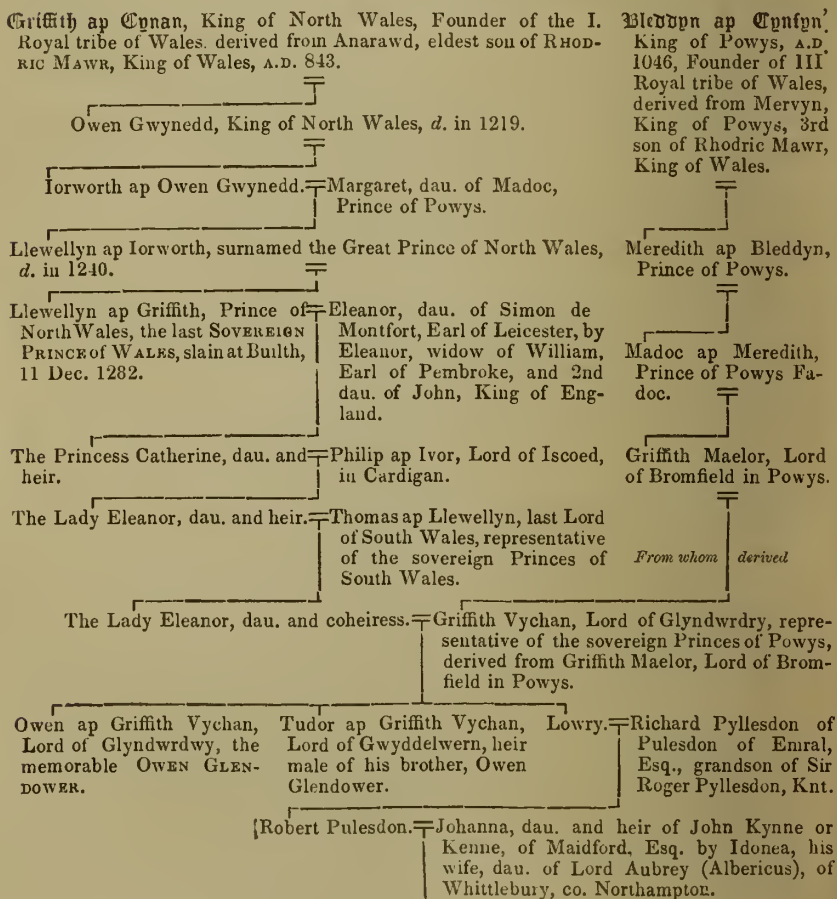 Griffith ap Cynan, King of North Wales, Founder of the I.
Royal tribe of Wales. derived from Anarawd, eldest son of RHOD-
RIC MAWR, King of Wales, A.D. 843.
Bleddyn ap Cynfyn,
King of Powys, A.D.
1046, Founder of III
Royal tribe of Wales,
derived from Mervyn,
King of Powys, 3rd
son of Rhodric Mawr,
King of Wales.
Owen Gwynedd, King of North Wales, d. in 1219.
Iorworth ap Owen Gwynedd. Margaret, dau. of Madoc,
Prince of Powys.
Llewellyn ap Iorworth, surnamed the Great Prince of North Wales,
d. in 1240.
Meredith ap Bleddyn,
Prince of Powys.
Llewellyn ap Griffith, Prince of
North Wales, the last SOVEREIGN
PRINCE of WALES, slain at Builth,
11 Dec. 1282.
Eleanor, dau. of Simon de
Montfort, Earl of Leicester, by
Eleanor, widow of William,
Earl of Pembroke, and 2nd
dau. of John, King of Eng-
land.
Madoc ap Meredith,
Prince of Powys Fa-
doc.
The Princess Catherine, dau. and
heir.
Philip ap Ivor, Lord of Iscoed,
in Cardigan.
Griffith Maelor, Lord
of Bromfield in Powys.
The Lady Eleanor, dau. and heir.
Thomas ap Llewellyn, last Lord
of South Wales, representative
of the sovereign Princes of
South Wales.
From whom derived
The Lady Eleanor, dau. and coheiress.
Griffith Vychan, Lord of Glyndwrdry, repre-
sentative of the sovereign Princes of Powys,
derived from Griffith Maelor, Lord of Brom-
field in Powys.
Owen ap Griffith Vychan,
Lord of Glyndwrdwy, the
memorable OWEN GLEN-
DOWER.
Tudor ap Griffith Vychan,
Lord of Gwyddelwern, heir
male of his brother, Owen
Glendower.
Lowry.
Richard Pyllesdon of
Pulesdon of Emral,
Esq., grandson of Sir
Roger Pyllesdon, Knt.
Robert Pulesdon.
Johanna, dau. and heir of John Kynne or
Kenne, of Maidford, Esq. by Idonea, his
wife, dau. of Lord Aubrey (Albericus), of
Whittlebury, co. Northampton.